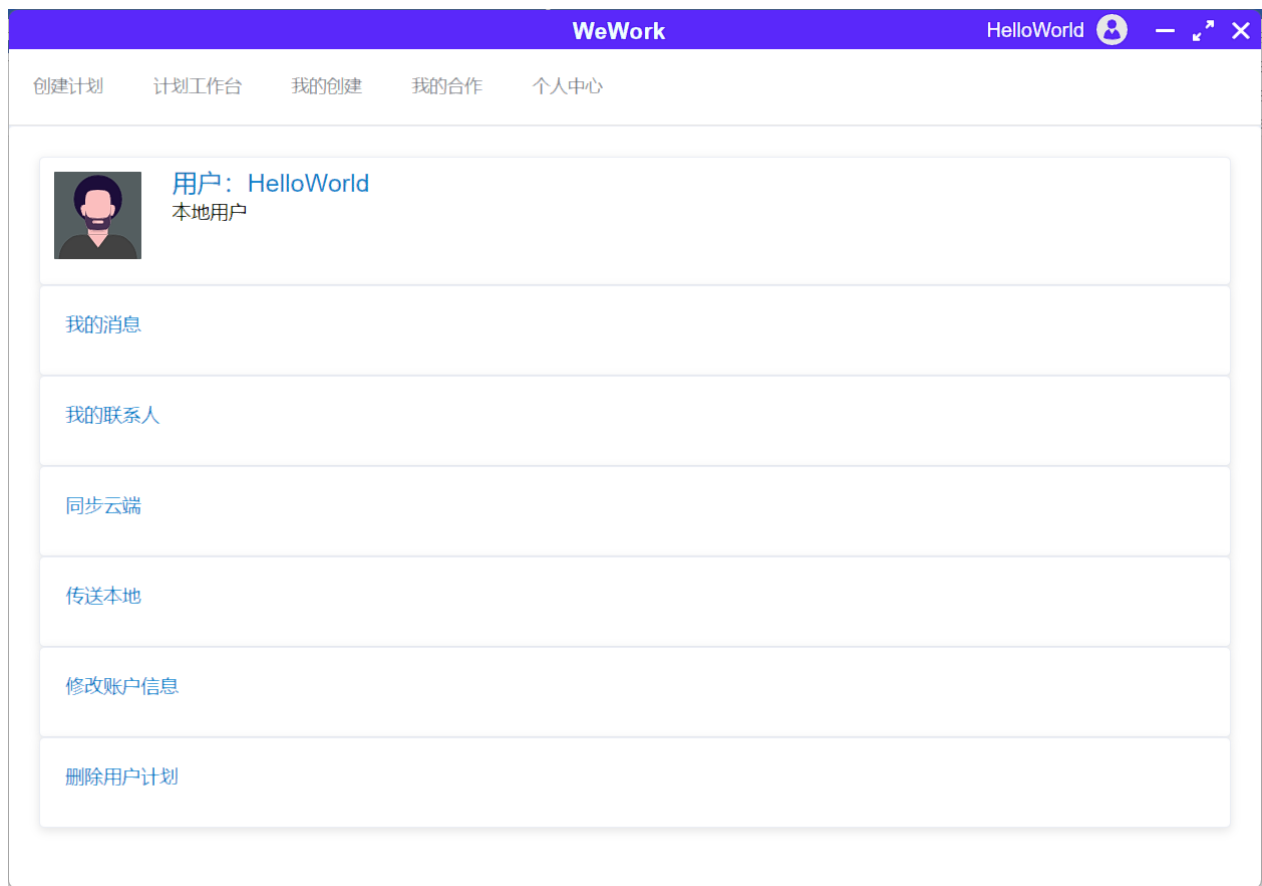 WeWork
HelloWorld
创建计划 计划工作台 我的创建 我的合作 个人中心
用户：HelloWorld
本地用户
我的消息
我的联系人
同步云端
传送本地
修改账户信息
删除用户计划